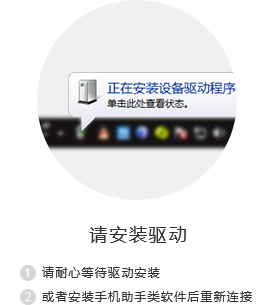 正在安装设备驱动程序
单击此处查看状态。
请安装驱动
1 请耐心等待驱动安装
2 或者安装手机助手类软件后重新连接